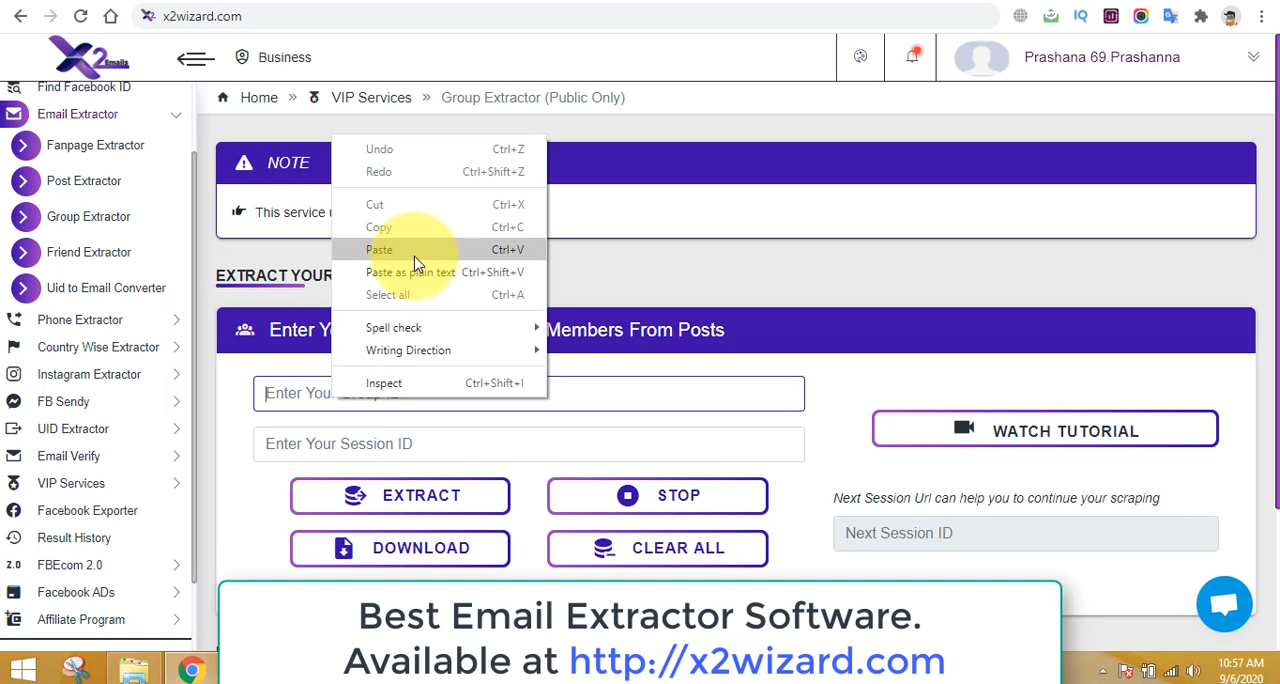 x2wizard.com
X2 Emails
Business
Prashana 69.Prashanna
Find Facebook ID
Email Extractor
Fanpage Extractor
Post Extractor
Group Extractor
Friend Extractor
Uid to Email Converter
Phone Extractor
Country Wise Extractor
Instagram Extractor
FB Sendy
UID Extractor
Email Verify
VIP Services
Facebook Exporter
Result History
2.0 FBEcom 2.0
Facebook ADs
Affiliate Program
Home » VIP Services » Group Extractor (Public Only)
NOTE
This service
EXTRACT YOUR
Undo Ctrl+Z
Redo Ctrl+Shift+Z
Cut Ctrl+X
Copy Ctrl+C
Paste Ctrl+V
Paste as plain text Ctrl+Shift+V
Select all Ctrl+A
Spell check
Writing Direction
Inspect Ctrl+Shift+I
Enter Members From Posts
Enter
Enter Your Session ID
EXTRACT
STOP
DOWNLOAD
CLEAR ALL
WATCH TUTORIAL
Next Session Url can help you to continue your scraping
Next Session ID
Best Email Extractor Software.
Available at http://x2wizard.com
10:57 AM
9/6/2020